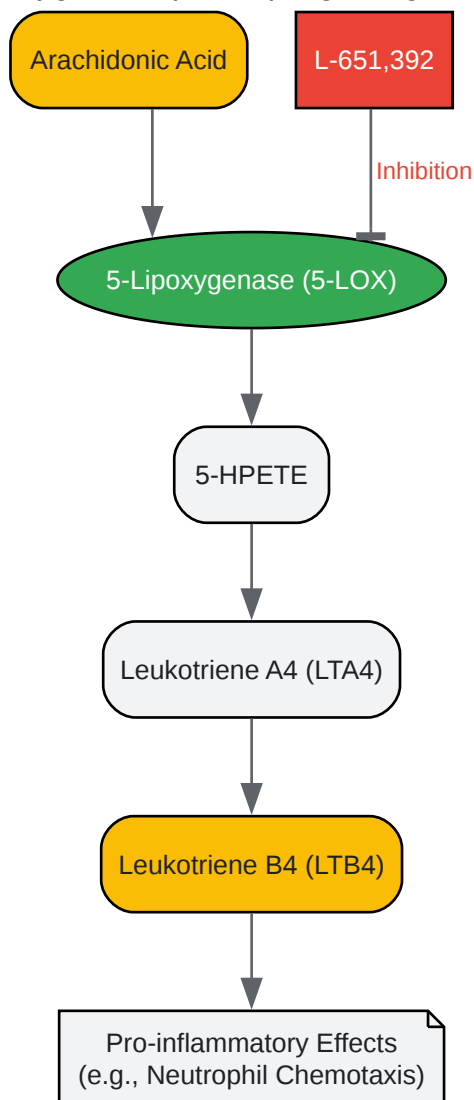 Arachidonic Acid
L-651,392
Inhibition
5-Lipoxygenase (5-LOX)
5-HPETE
Leukotriene A4 (LTA4)
Leukotriene B4 (LTB4)
Pro-inflammatory Effects
(e.g., Neutrophil Chemotaxis)